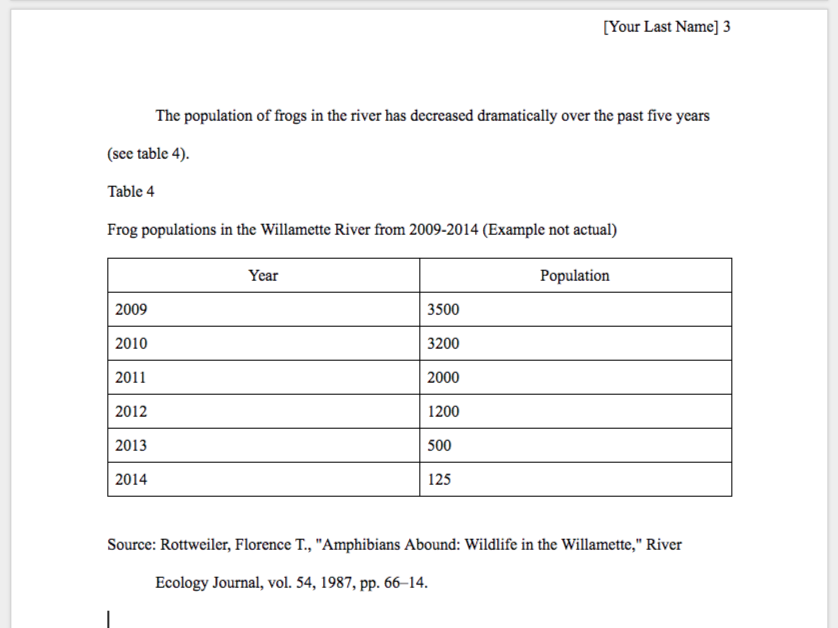 [Your Last Name] 3
The population of frogs in the river has decreased dramatically over the past five years
(see table 4).
Table 4
Frog populations in the Willamette River from 2009-2014 (Example not actual)
Year Population
2009 3500
2010 3200
2011 2000
2012 1200
2013 500
2014 125
Source: Rottweiler, Florence T., "Amphibians Abound: Wildlife in the Willamette," River
Ecology Journal, vol. 54, 1987, pp. 66–14.